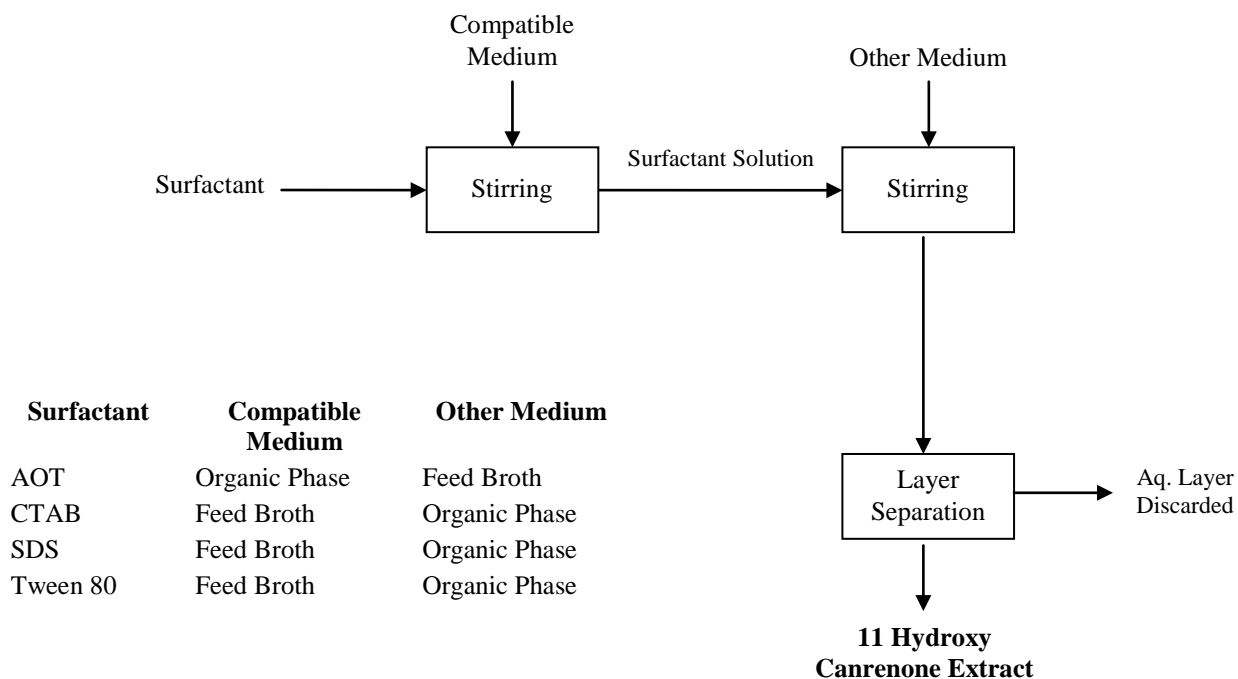 Compatible
Medium
Other Medium
Surfactant
Stirring
Surfactant Solution
Stirring
Surfactant Compatible Medium Other Medium
AOT Organic Phase Feed Broth
CTAB Feed Broth Organic Phase
SDS Feed Broth Organic Phase
Tween 80 Feed Broth Organic Phase
Layer
Separation
Aq. Layer
Discarded
11 Hydroxy
Canrenone Extract